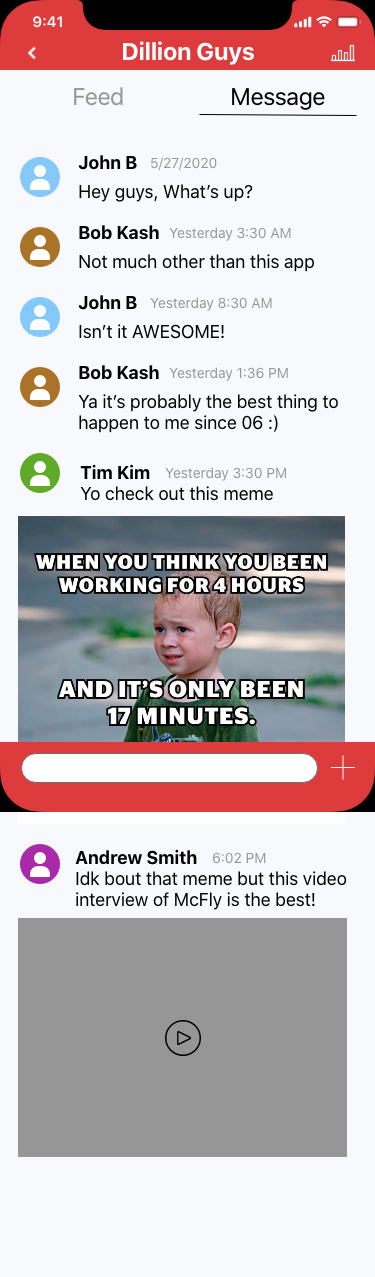 9:41
Dillion Guys
Feed
Message
John B 5/27/2020
Hey guys, What's up?
Bob Kash Yesterday 3:30 AM
Not much other than this app
John B Yesterday 8:30 AM
Isn't it AWESOME!
Bob Kash Yesterday 1:36 PM
Ya it's probably the best thing to
happen to me since 06 :)
Tim Kim Yesterday 3:30 PM
Yo check out this meme
WHEN YOU THINK YOU BEEN
WORKING FOR 4 HOURS
AND IT'S ONLY BEEN
17 MINUTES.
Andrew Smith 6:02 PM
Idk bout that meme but this video
interview of McFly is the best!